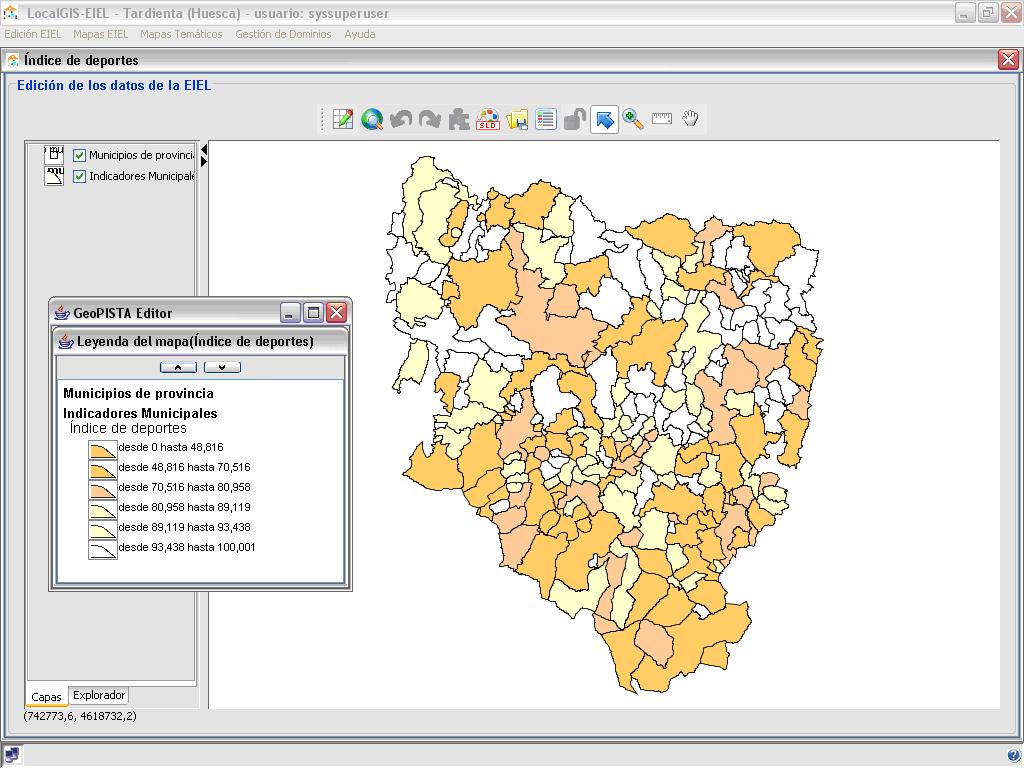 LocalGIS-EIEL - Tardienta (Huesca) - usuario: syssuperuser
Edición EIEL Mapas EIEL Mapas Temáticos Gestión de Dominios Ayuda
Índice de deportes
Edición de los datos de la EIEL
SLD
Municipios de provinci
Indicadores Municipale
GeoPISTA Editor
Leyenda del mapa(Índice de deportes)
Municipios de provincia
Indicadores Municipales
Índice de deportes
desde 0 hasta 48,816
desde 48,816 hasta 70,516
desde 70,516 hasta 80,958
desde 80,958 hasta 89,119
desde 89,119 hasta 93,438
desde 93,438 hasta 100,001
Capas Explorador
(742773,6, 4618732,2)